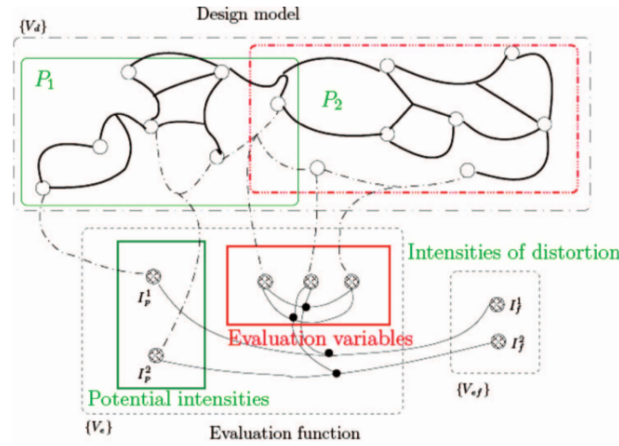 Design model
{V_d}
P_1
P_2
Intensities of distortion
I_p^1
I_f^1
Evaluation variables
I_f^2
I_p^2
Potential intensities
{V_ef}
{V_e}
Evaluation function